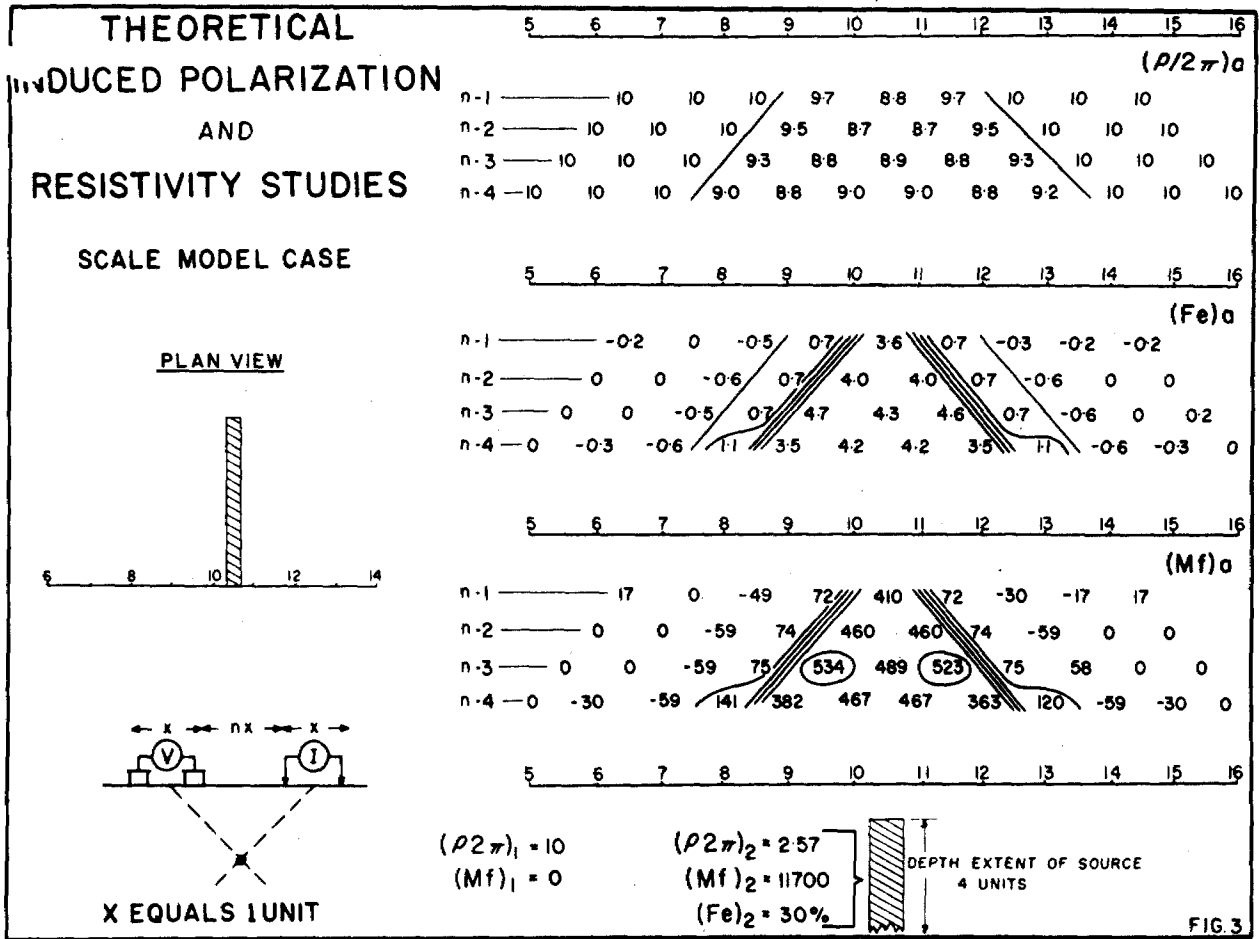 THEORETICAL
INDUCED POLARIZATION
AND
RESISTIVITY STUDIES
SCALE MODEL CASE
PLAN VIEW
6 8 10 12 14
x nx x
V I
X EQUALS 1 UNIT
5 6 7 8 9 10 11 12 13 14 15 16
(ρ/2π)a
n-1 10 10 10 9.7 8.8 9.7 10 10 10
n-2 10 10 10 9.5 8.7 8.7 9.5 10 10 10
n-3 10 10 10 9.3 8.8 8.9 8.8 9.3 10 10 10
n-4 10 10 10 9.0 8.8 9.0 9.0 8.8 9.2 10 10 10
5 6 7 8 9 10 11 12 13 14 15 16
(Fe)a
n-1 -0.2 0 -0.5 0.7 3.6 0.7 -0.3 -0.2 -0.2
n-2 0 0 -0.6 0.7 4.0 4.0 0.7 -0.6 0 0
n-3 0 0 -0.5 0.7 4.7 4.3 4.6 0.7 -0.6 0 0.2
n-4 0 -0.3 -0.6 1.1 3.5 4.2 4.2 3.5 1.1 -0.6 -0.3 0
5 6 7 8 9 10 11 12 13 14 15 16
(Mf)a
n-1 17 0 -49 72 410 72 -30 -17 17
n-2 0 0 -59 74 460 460 74 -59 0 0
n-3 0 0 -59 75 534 489 523 75 58 0 0
n-4 0 -30 -59 141 382 467 467 363 120 -59 -30 0
5 6 7 8 9 10 11 12 13 14 15 16
(ρ2π)₁ = 10
(Mf)₁ = 0
(ρ2π)₂ = 2.57
(Mf)₂ = 11700
(Fe)₂ = 30%
DEPTH EXTENT OF SOURCE
4 UNITS
FIG. 3